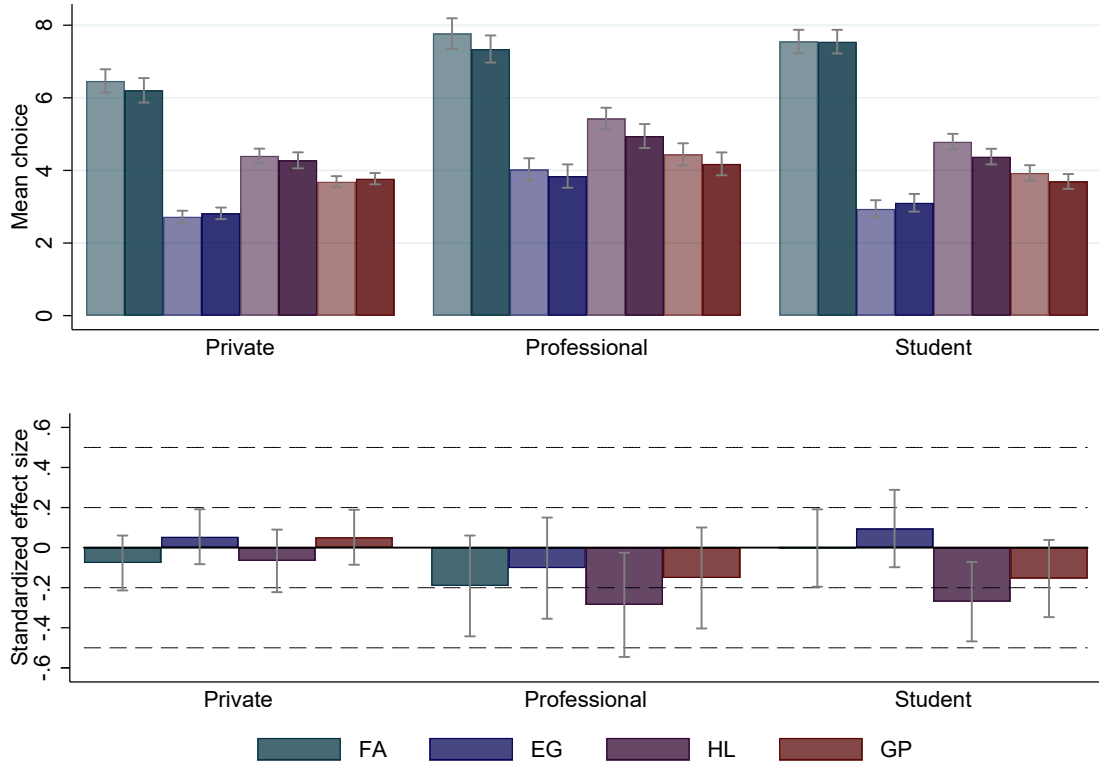 Mean choice
8
6
4
2
0
Private Professional Student
Standardized effect size
.6
.4
.2
0
-.2
-.4
-.6
Private Professional Student
FA EG HL GP